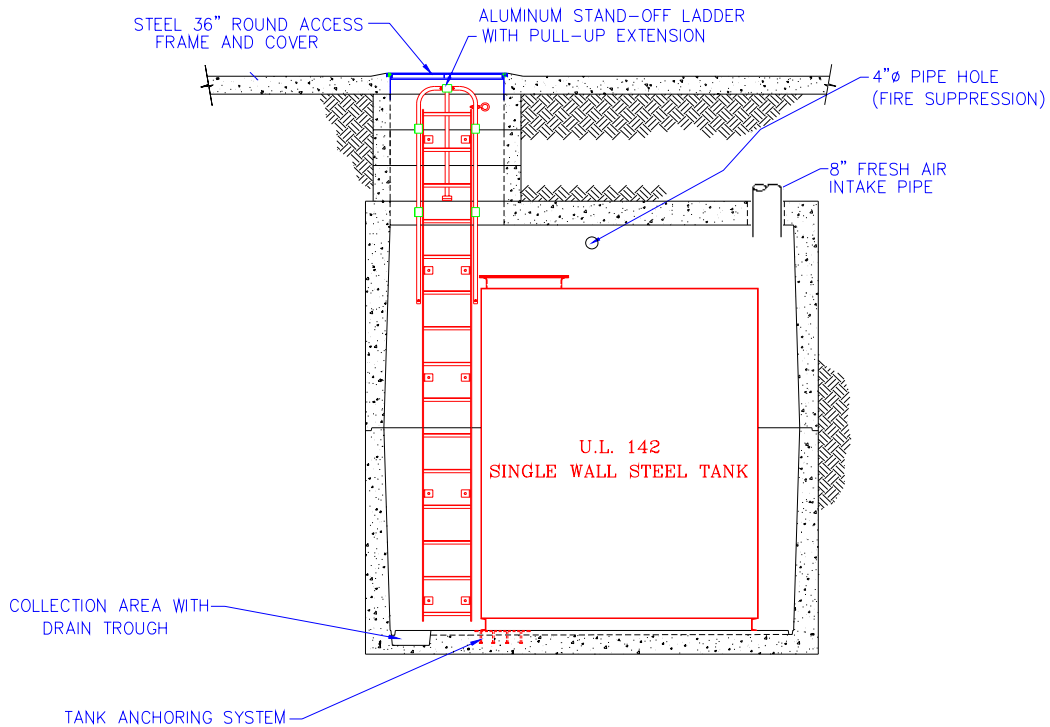 STEEL 36" ROUND ACCESS
FRAME AND COVER
ALUMINUM STAND-OFF LADDER
WITH PULL-UP EXTENSION
4"ø PIPE HOLE
(FIRE SUPPRESSION)
8" FRESH AIR
INTAKE PIPE
U.L. 142
SINGLE WALL STEEL TANK
COLLECTION AREA WITH
DRAIN TROUGH
TANK ANCHORING SYSTEM